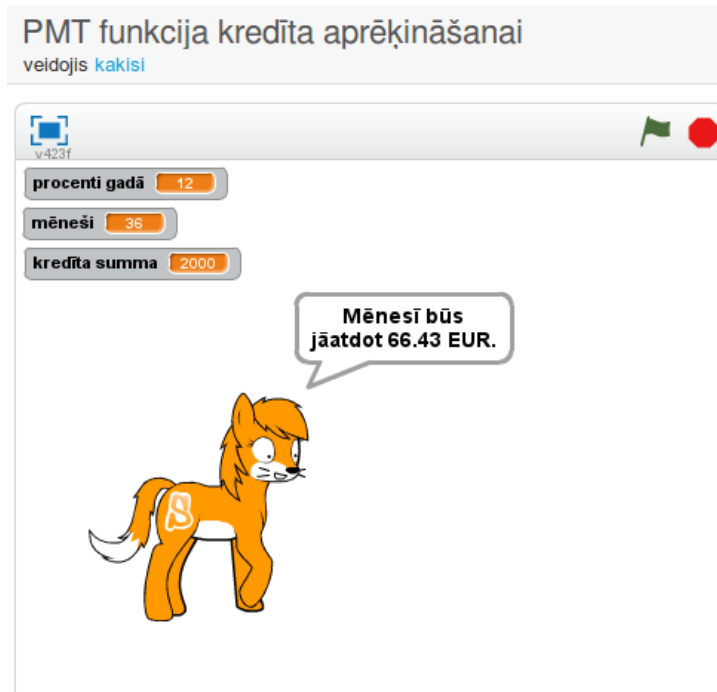 PMT funkcija kredīta aprēķināšanai
veidojis kakisi
v423f
procenti gadā 12
mēneši 36
kredīta summa 2000
Mēnesī būs
jāatdot 66.43 EUR.
S